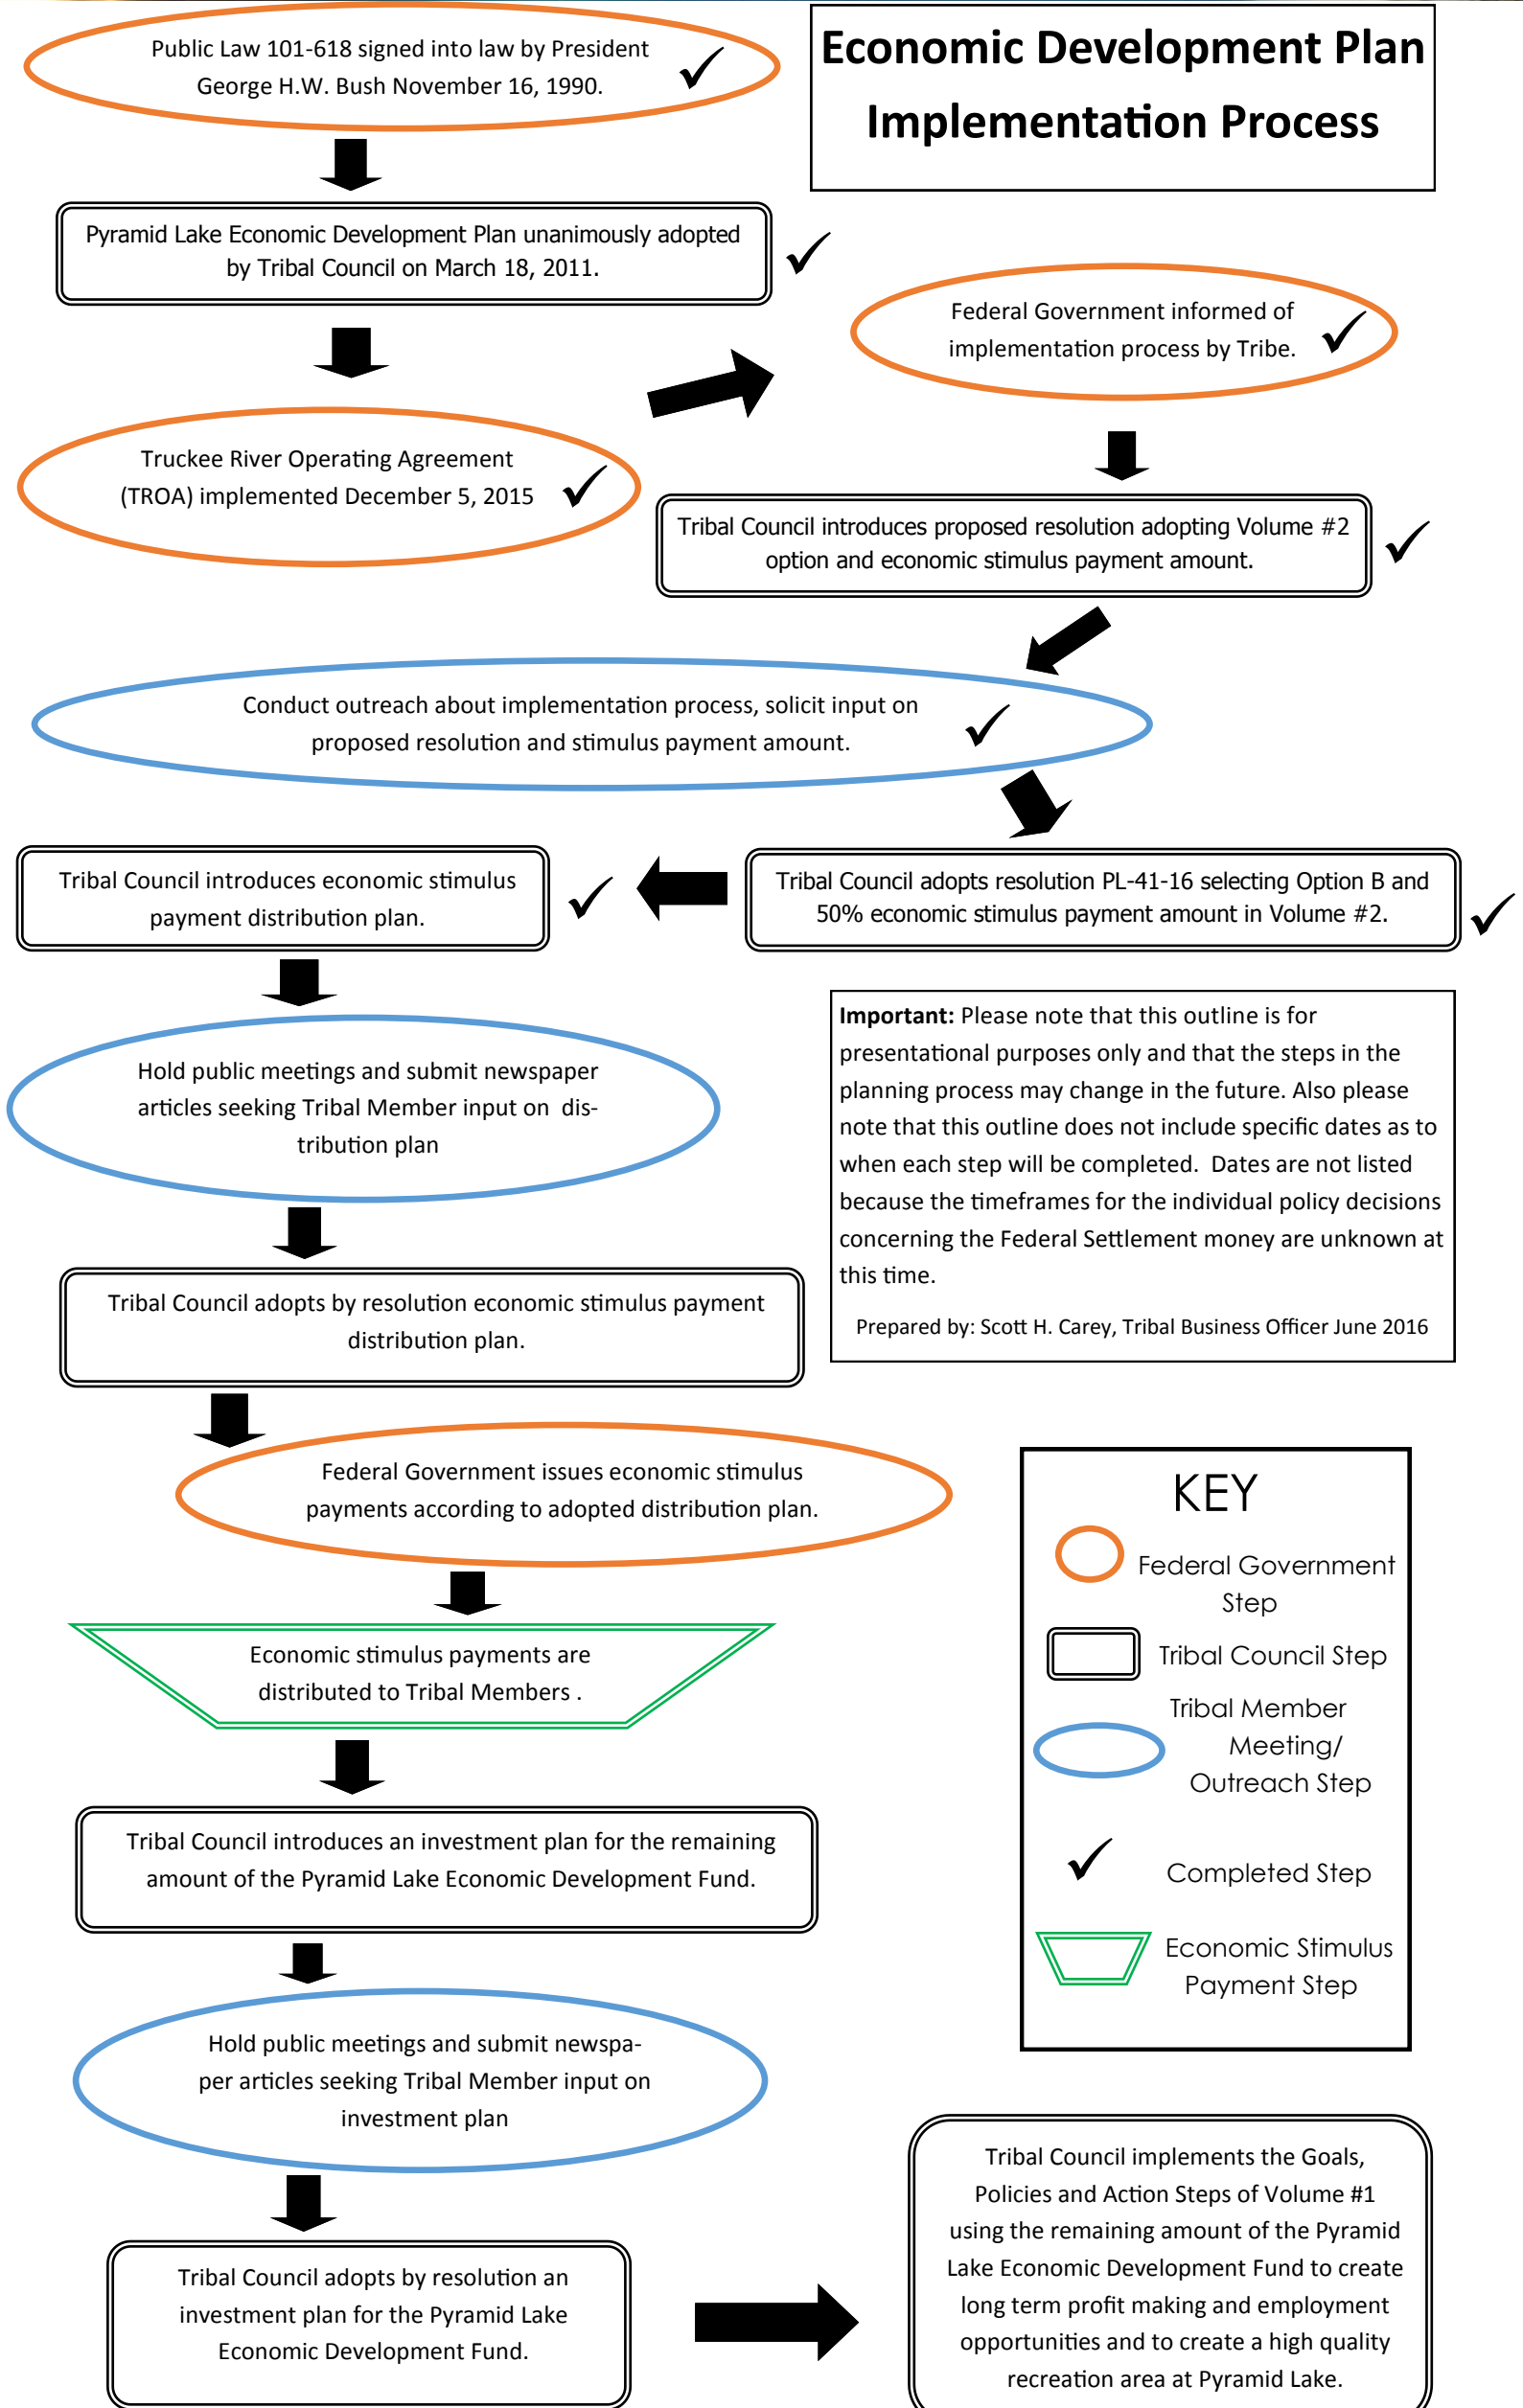 Economic Development Plan
Implementation Process
Public Law 101-618 signed into law by President
George H.W. Bush November 16, 1990.
Pyramid Lake Economic Development Plan unanimously adopted
by Tribal Council on March 18, 2011.
Truckee River Operating Agreement
(TROA) implemented December 5, 2015
Federal Government informed of
implementation process by Tribe.
Tribal Council introduces proposed resolution adopting Volume #2
option and economic stimulus payment amount.
Conduct outreach about implementation process, solicit input on
proposed resolution and stimulus payment amount.
Tribal Council adopts resolution PL-41-16 selecting Option B and
50% economic stimulus payment amount in Volume #2.
Tribal Council introduces economic stimulus
payment distribution plan.
Hold public meetings and submit newspaper
articles seeking Tribal Member input on  dis-
tribution plan
Important: Please note that this outline is for
presentational purposes only and that the steps in the
planning process may change in the future. Also please
note that this outline does not include specific dates as to
when each step will be completed.  Dates are not listed
because the timeframes for the individual policy decisions
concerning the Federal Settlement money are unknown at
this time.
Prepared by: Scott H. Carey, Tribal Business Officer June 2016
Tribal Council adopts by resolution economic stimulus payment
distribution plan.
Federal Government issues economic stimulus
payments according to adopted distribution plan.
Economic stimulus payments are
distributed to Tribal Members .
Tribal Council introduces an investment plan for the remaining
amount of the Pyramid Lake Economic Development Fund.
Hold public meetings and submit newspa-
per articles seeking Tribal Member input on
investment plan
Tribal Council adopts by resolution an
investment plan for the Pyramid Lake
Economic Development Fund.
Tribal Council implements the Goals,
Policies and Action Steps of Volume #1
using the remaining amount of the Pyramid
Lake Economic Development Fund to create
long term profit making and employment
opportunities and to create a high quality
recreation area at Pyramid Lake.
KEY
Federal Government
Step
Tribal Council Step
Tribal Member
Meeting/
Outreach Step
Completed Step
Economic Stimulus
Payment Step